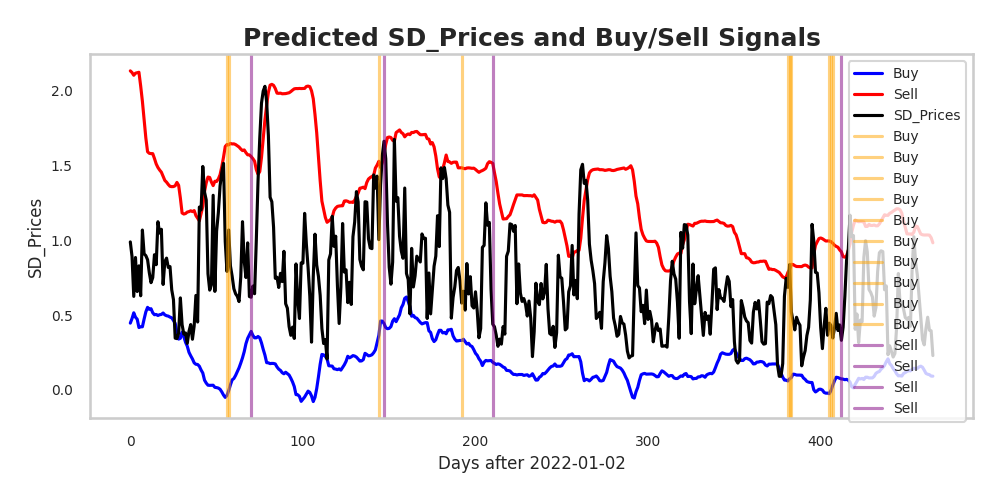 Predicted SD_Prices and Buy/Sell Signals
2.0
1.5
1.0
0.5
0.0
SD_Prices
0
100
200
300
400
Days after 2022-01-02
Buy
Sell
SD_Prices
Buy
Buy
Buy
Buy
Buy
Buy
Buy
Buy
Buy
Buy
Sell
Sell
Sell
Sell